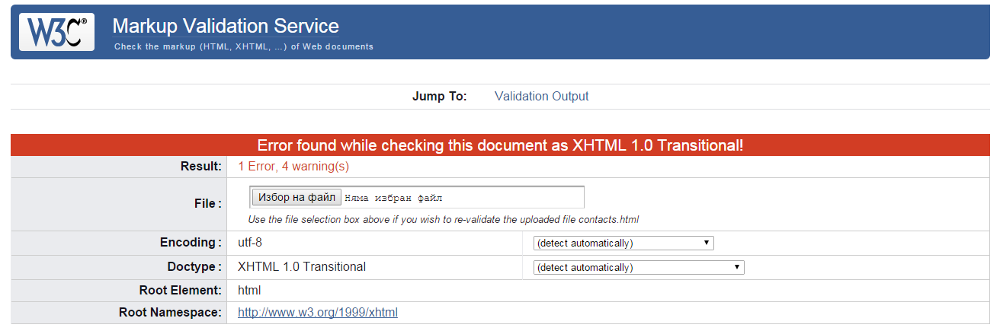 W3C®
Markup Validation Service
Check the markup (HTML, XHTML, …) of Web documents
Jump To: Validation Output
Error found while checking this document as XHTML 1.0 Transitional!
Result: 1 Error, 4 warning(s)
File : Избор на файл Няма избран файл
Use the file selection box above if you wish to re-validate the uploaded file contacts.html
Encoding : utf-8 (detect automatically)
Doctype : XHTML 1.0 Transitional (detect automatically)
Root Element: html
Root Namespace: http://www.w3.org/1999/xhtml